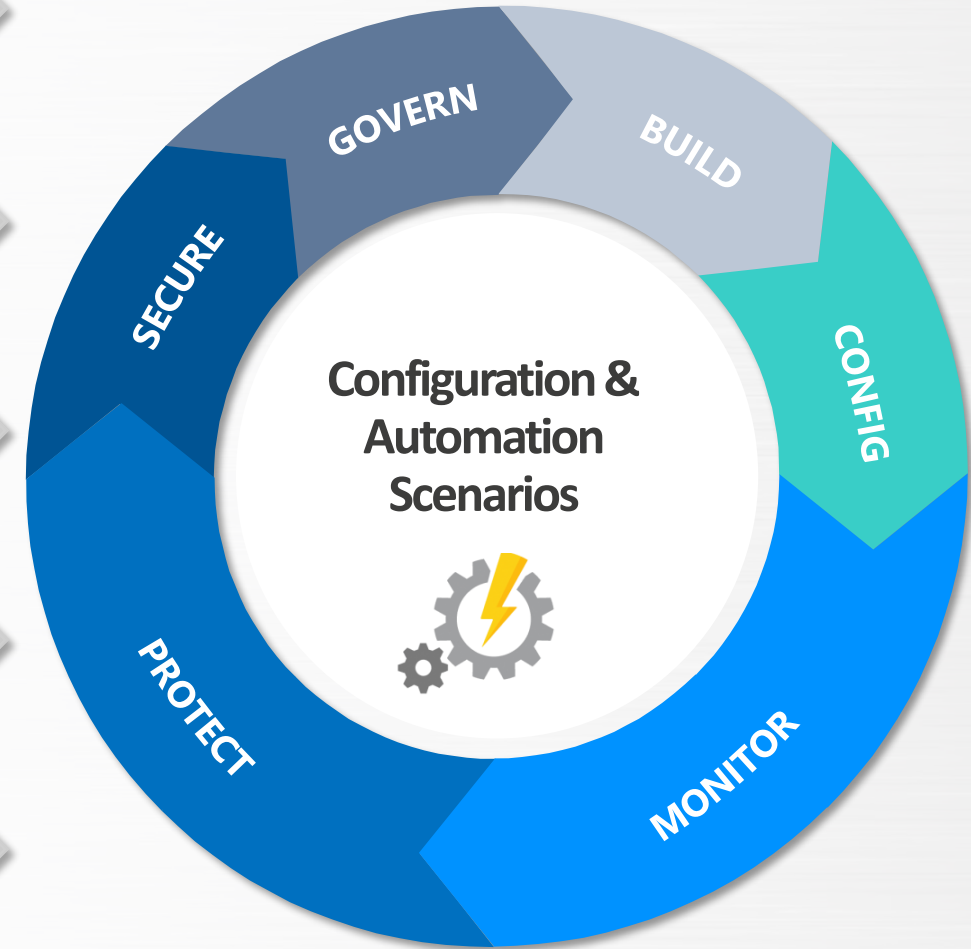 GOVERN
BUILD
CONFIG
MONITOR
PROTECT
SECURE
Configuration &
Automation
Scenarios